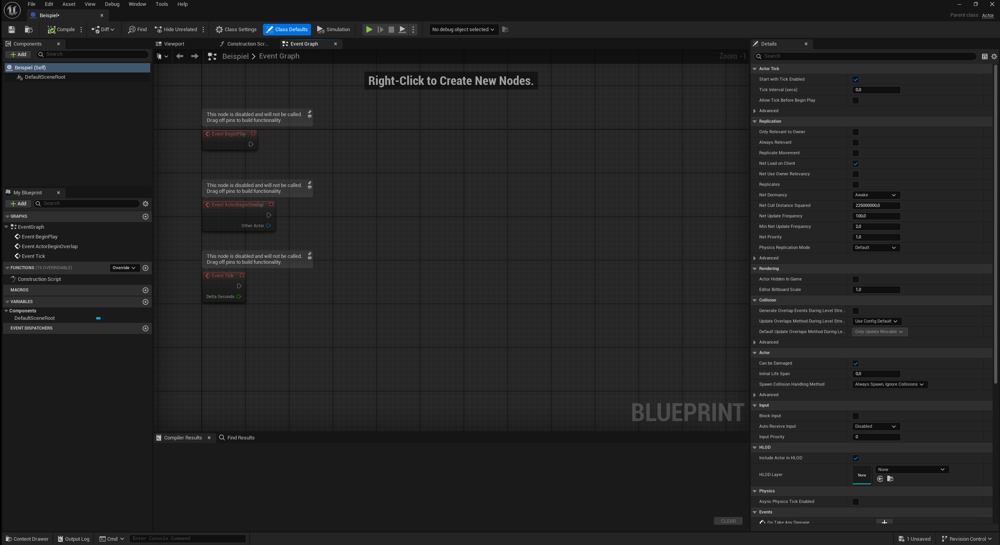 File Edit Asset View Debug Window Tools Help
Beispiel*
Parent class: Actor
Compile Diff Find Hide Unrelated Class Settings Class Defaults Simulation No debug object selected
Components
Add Search
Beispiel (Self)
DefaultSceneRoot
My Blueprint
Add Search
GRAPHS
EventGraph
Event BeginPlay
Event ActorBeginOverlap
Event Tick
FUNCTIONS (19 OVERRIDABLE) Override
Construction Script
MACROS
VARIABLES
Components
DefaultSceneRoot
EVENT DISPATCHERS
Viewport Construction Scr... Event Graph
Beispiel > Event Graph Zoom -1
Right-Click to Create New Nodes.
This node is disabled and will not be called.
Drag off pins to build functionality.
Event BeginPlay
This node is disabled and will not be called.
Drag off pins to build functionality.
Event ActorBeginOverlap
Other Actor
This node is disabled and will not be called.
Drag off pins to build functionality.
Event Tick
Delta Seconds
BLUEPRINT
Compiler Results Find Results
CLEAR
Details
Search
Actor Tick
Start with Tick Enabled
Tick Interval (secs) 0,0
Allow Tick Before Begin Play
Advanced
Replication
Only Relevant to Owner
Always Relevant
Replicate Movement
Net Load on Client
Net Use Owner Relevancy
Replicates
Net Dormancy Awake
Net Cull Distance Squared 225000000,0
Net Update Frequency 100,0
Min Net Update Frequency 2,0
Net Priority 1,0
Physics Replication Mode Default
Advanced
Rendering
Actor Hidden In Game
Editor Billboard Scale 1,0
Collision
Generate Overlap Events During Level Stre...
Update Overlaps Method During Level Stre... Use Config Default
Default Update Overlaps Method During Le... Only Update Movable
Advanced
Actor
Can be Damaged
Initial Life Span 0,0
Spawn Collision Handling Method Always Spawn, Ignore Collisions
Advanced
Input
Block Input
Auto Receive Input Disabled
Input Priority 0
HLOD
Include Actor in HLOD
HLOD Layer None None
Physics
Async Physics Tick Enabled
Events
On Take Any Damage
Content Drawer Output Log Cmd Enter Console Command 1 Unsaved Revision Control